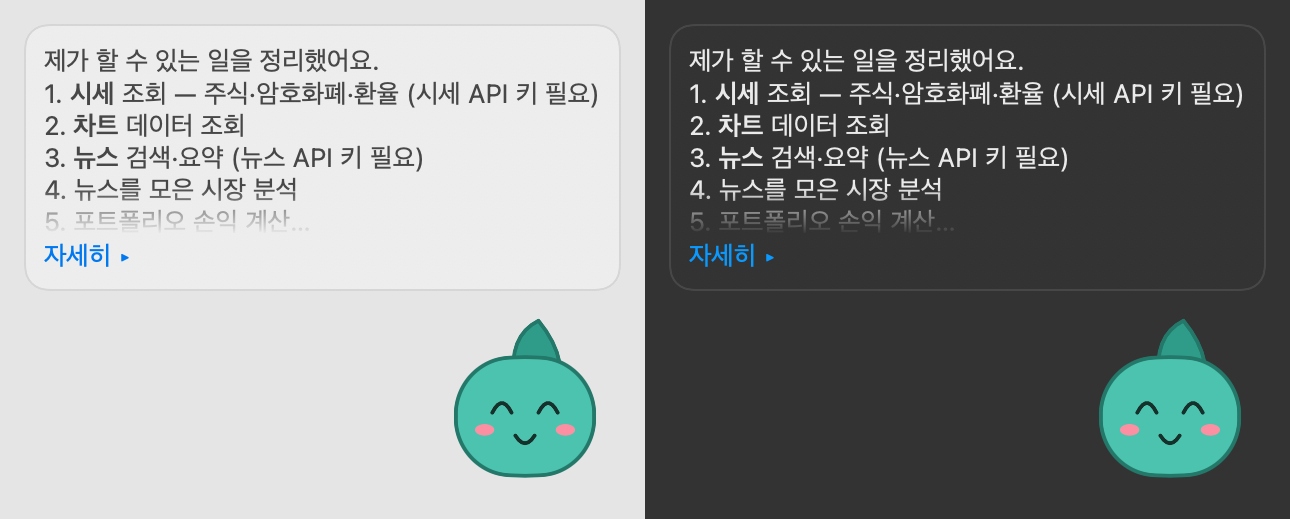 제가 할 수 있는 일을 정리했어요.
1. 시세 조회 — 주식·암호화폐·환율 (시세 API 키 필요)
2. 차트 데이터 조회
3. 뉴스 검색·요약 (뉴스 API 키 필요)
4. 뉴스를 모은 시장 분석
5. 포트폴리오 손익 계산...
자세히 ▸
제가 할 수 있는 일을 정리했어요.
1. 시세 조회 — 주식·암호화폐·환율 (시세 API 키 필요)
2. 차트 데이터 조회
3. 뉴스 검색·요약 (뉴스 API 키 필요)
4. 뉴스를 모은 시장 분석
5. 포트폴리오 손익 계산...
자세히 ▸